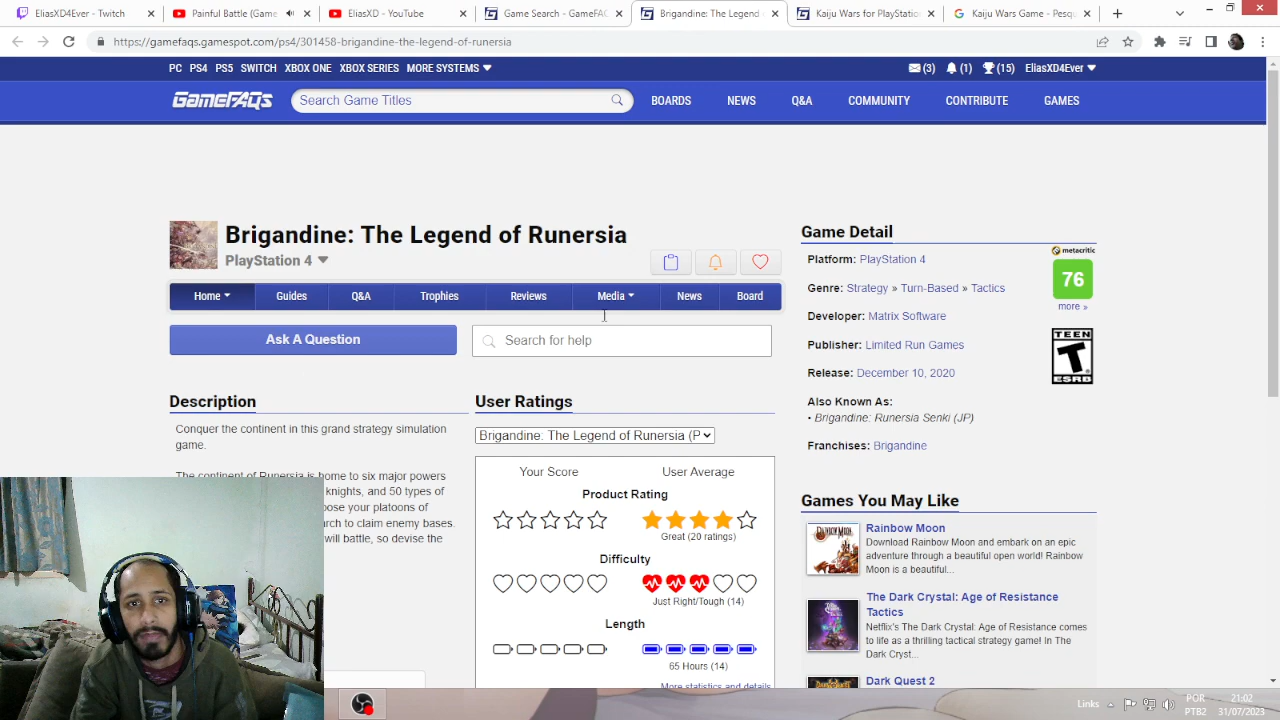 EliasXD4Ever - Twitch
Painful Battle (Game
EliasXD - YouTube
Game Search - GameFA
Brigandine: The Legend
Kaiju Wars for PlayStation
Kaiju Wars Game - Pesqu
https://gamefaqs.gamespot.com/ps4/301458-brigandine-the-legend-of-runersia
PC PS4 PS5 SWITCH XBOX ONE XBOX SERIES MORE SYSTEMS
(3) (1) (15) EliasXD4Ever
GameFAQs
Search Game Titles
BOARDS NEWS Q&A COMMUNITY CONTRIBUTE GAMES
Brigandine: The Legend of Runersia
PlayStation 4
Home Guides Q&A Trophies Reviews Media News Board
Ask A Question
Search for help
Description
Conquer the continent in this grand strategy simulation
game.
The continent of Runersia is home to six major powers
knights, and 50 types of
pose your platoons of
rch to claim enemy bases.
will battle, so devise the
User Ratings
Brigandine: The Legend of Runersia (P
Your Score User Average
Product Rating
Great (20 ratings)
Difficulty
Just Right/Tough (14)
Length
65 Hours (14)
More statistics and details
Game Detail
Platform: PlayStation 4
Genre: Strategy » Turn-Based » Tactics
Developer: Matrix Software
Publisher: Limited Run Games
Release: December 10, 2020
Also Known As:
• Brigandine: Runersia Senki (JP)
Franchises: Brigandine
metacritic
76
more »
TEEN
T
ESRB
Games You May Like
Rainbow Moon
Download Rainbow Moon and embark on an epic
adventure through a beautiful open world! Rainbow
Moon is a beautiful...
The Dark Crystal: Age of Resistance
Tactics
Netflix's The Dark Crystal: Age of Resistance comes
to life as a thrilling tactical strategy game! In The
Dark Cryst...
Dark Quest 2
Links
POR
PTB2
21:02
31/07/2023